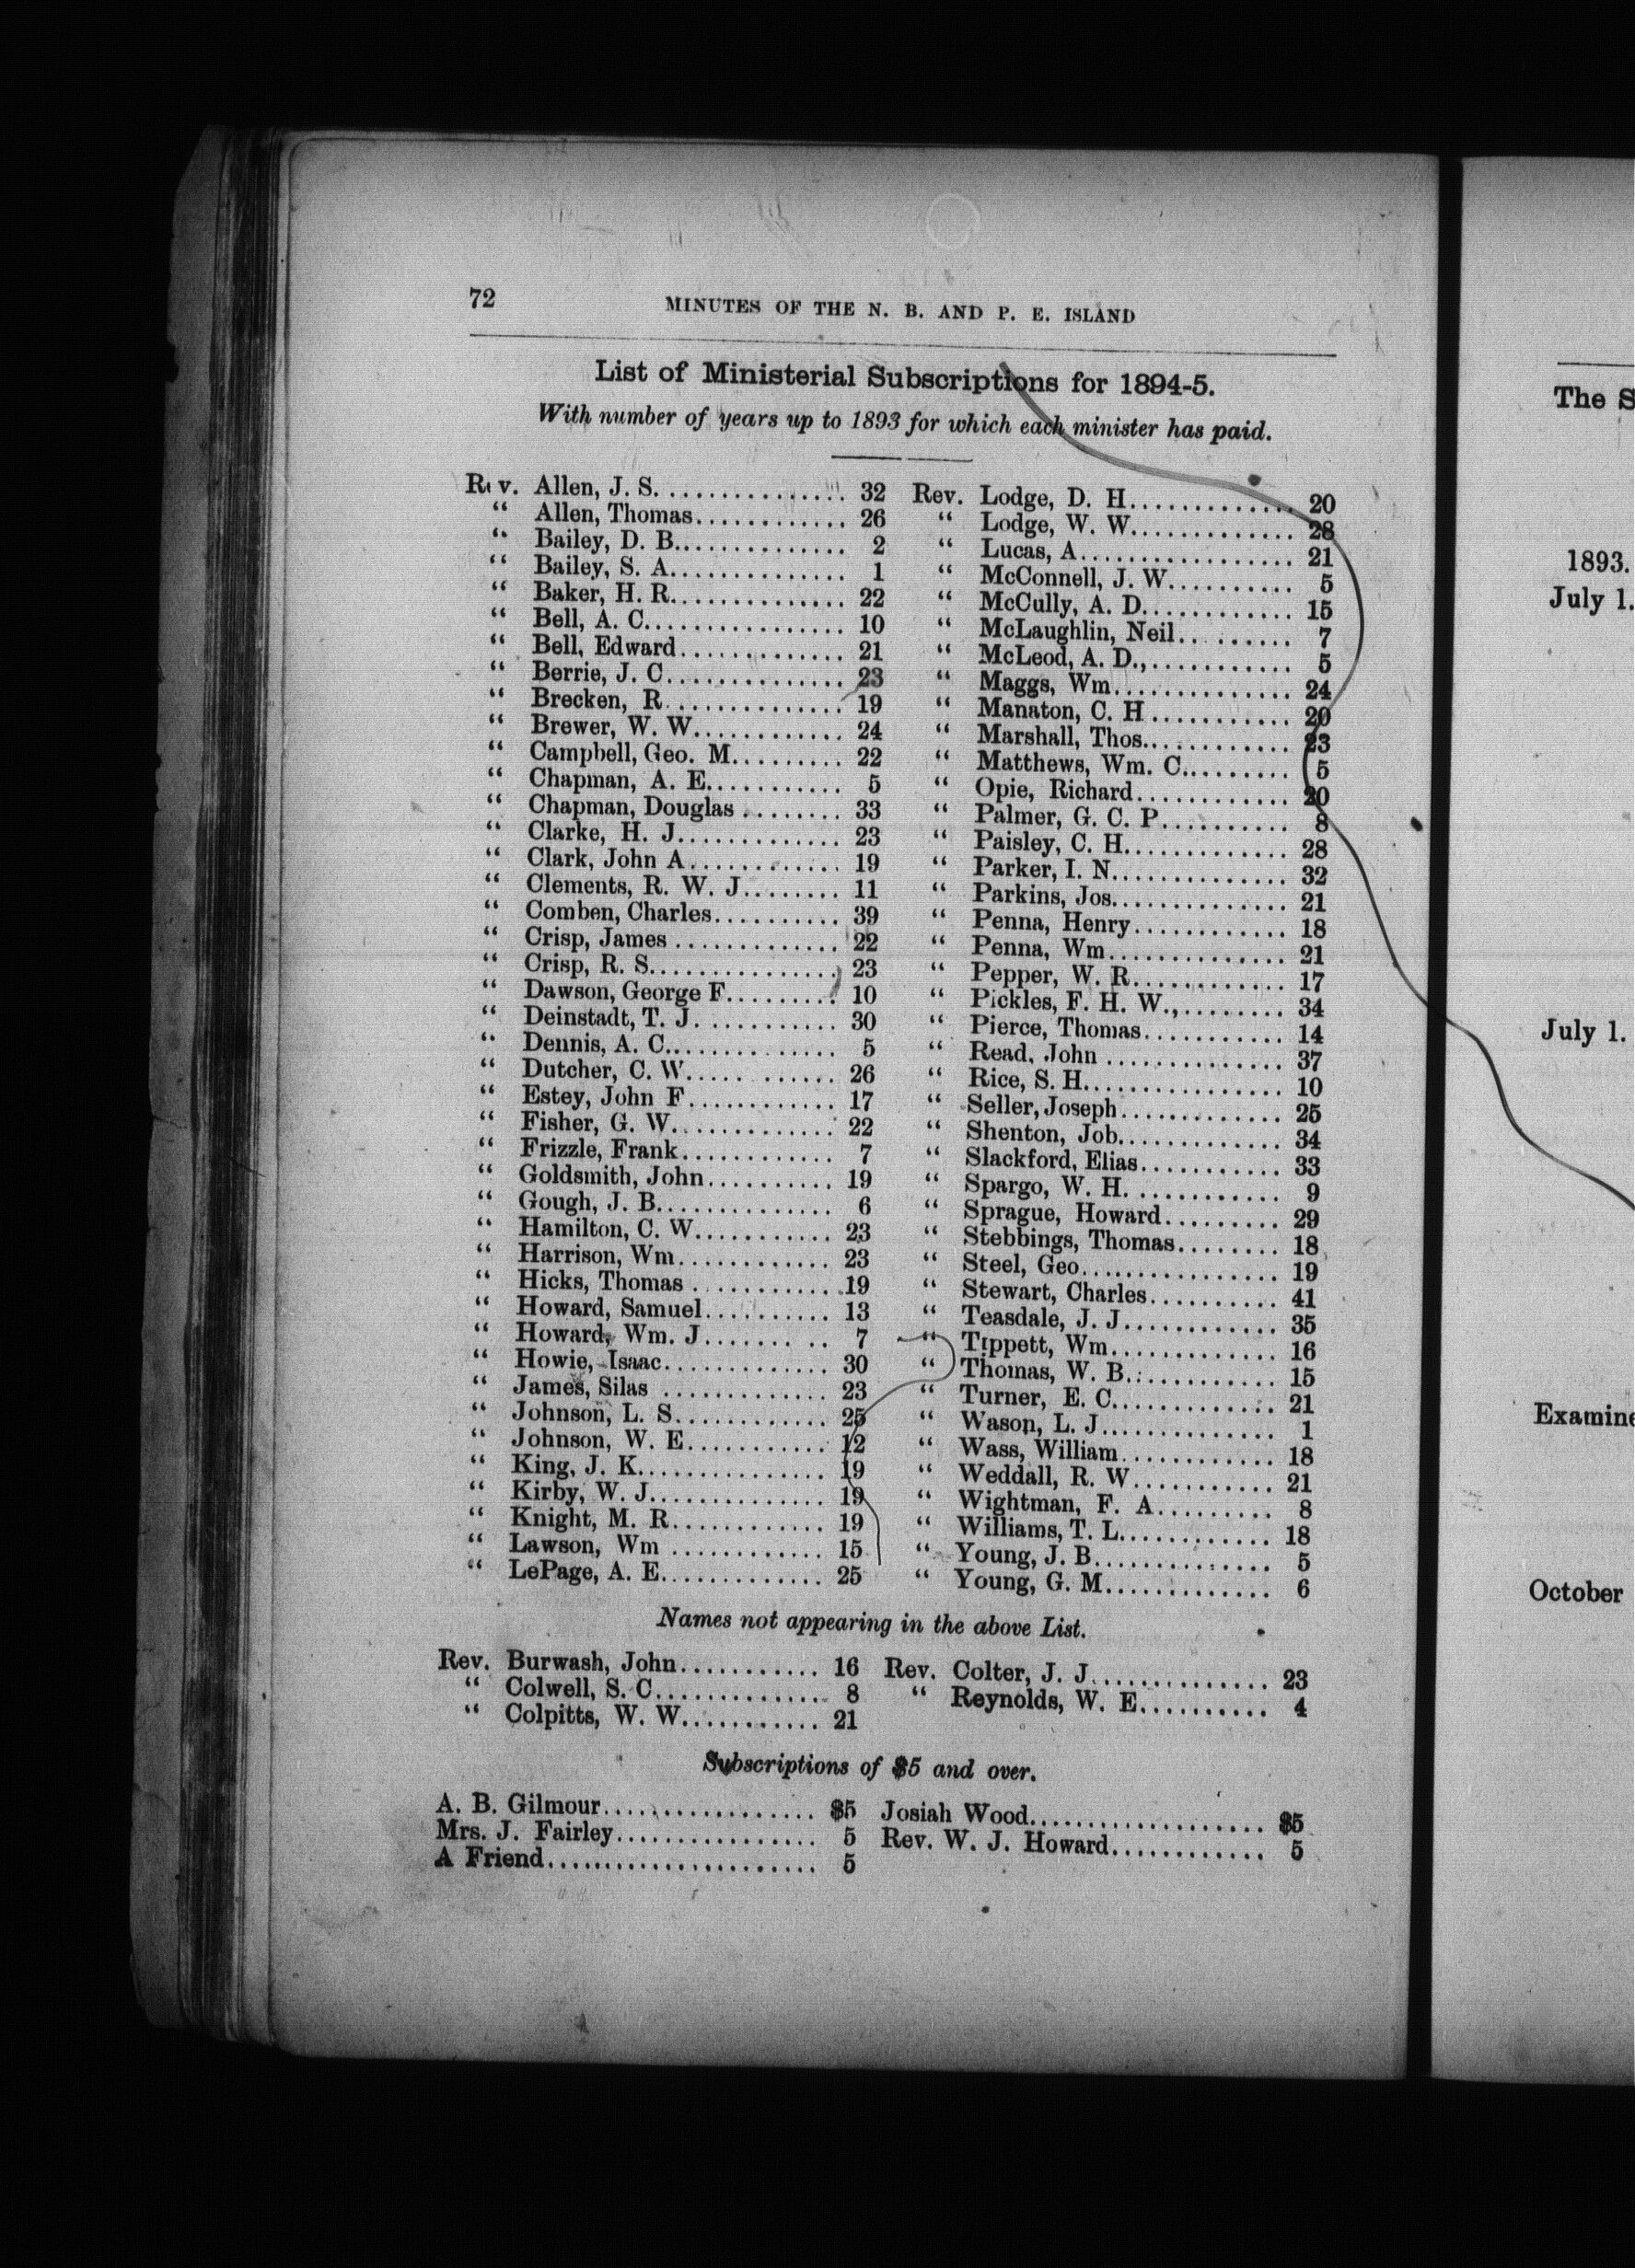 72 MINUTES OF THE N. B. AND P. E. ISLAND
List of Ministerial Subscriptions for 1894-5.
With number of years up to 1893 for which each minister has paid.
Rev. Allen, J. S. ............... 32
“ Allen, Thomas............ 26
“ Bailey, D. B............... 2
“ Bailey, S. A............... 1
“ Baker, H. R............... 22
“ Bell, A. C................. 10
“ Bell, Edward............. 21
“ Berrie, J. C............... 23
“ Brecken, R............... 19
“ Brewer, W. W............ 24
“ Campbell, Geo. M......... 22
“ Chapman, A. E........... 5
“ Chapman, Douglas ........ 33
“ Clarke, H. J............. 23
“ Clark, John A............ 19
“ Clements, R. W. J........ 11
“ Comben, Charles.......... 39
“ Crisp, James ............. 22
“ Crisp, R. S............... 23
“ Dawson, George F......... 10
“ Deinstadt, T. J. ........... 30
“ Dennis, A. C.............. 5
“ Dutcher, C. W............ 26
“ Estey, John F............ 17
“ Fisher, G. W............. 22
“ Frizzle, Frank............ 7
“ Goldsmith, John.......... 19
“ Gough, J. B............... 6
“ Hamilton, C. W........... 23
“ Harrison, Wm............ 23
“ Hicks, Thomas ............ 19
“ Howard, Samuel.......... 13
“ Howard, Wm. J....... .. 7
“ Howie, Isaac............. 30
“ James, Silas ............. 23
“ Johnson, L. S............ 25
“ Johnson, W. E........... 12
“ King, J. K............... 19
“ Kirby, W. J.............. 19
“ Knight, M. R............ 19
“ Lawson, Wm ............ 15
“ LePage, A. E............. 25
Rev. Lodge, D. H............. 20
“ Lodge, W. W............. 28
“ Lucas, A................. 21
“ McConnell, J. W.......... 5
“ McCully, A. D............ 15
“ McLaughlin, Neil......... 7
“ McLeod, A. D.,........... 5
“ Maggs, Wm.............. 24
“ Manaton, C. H ........... 20
“ Marshall, Thos............ 23
“ Matthews, Wm. C......... 5
“ Opie, Richard............ 20
“ Palmer, G. C. P.......... 8
“ Paisley, C. H............. 28
“ Parker, I. N.............. 32
“ Parkins, Jos.............. 21
“ Penna, Henry............ 18
“ Penna, Wm.............. 21
“ Pepper, W. R............ 17
“ Pickles, F. H. W.,........ 34
“ Pierce, Thomas........... 14
“ Read, John .............. 37
“ Rice, S. H................ 10
“ Seller, Joseph............. 25
“ Shenton, Job............. 34
“ Slackford, Elias........... 33
“ Spargo, W. H. ............ 9
“ Sprague, Howard......... 29
“ Stebbings, Thomas........ 18
“ Steel, Geo................ 19
“ Stewart, Charles.......... 41
“ Teasdale, J. J............ 35
“ Tippett, Wm............. 16
“ Thomas, W. B............ 15
“ Turner, E. C............. 21
“ Wason, L. J.............. 1
“ Wass, William............ 18
“ Weddall, R. W........... 21
“ Wightman, F. A......... 8
“ Williams, T. L............ 18
“ Young, J. B.............. 5
“ Young, G. M............. 6
Names not appearing in the above List.
Rev. Burwash, John........... 16
“ Colwell, S. C.............. 8
“ Colpitts, W. W........... 21
Rev. Colter, J. J.............. 23
“ Reynolds, W. E.......... 4
Subscriptions of $5 and over.
A. B. Gilmour................. $5
Mrs. J. Fairley................ 5
A Friend..................... 5
Josiah Wood................... $5
Rev. W. J. Howard............ 5
The S
1893.
July 1.
July 1.
Examine
October